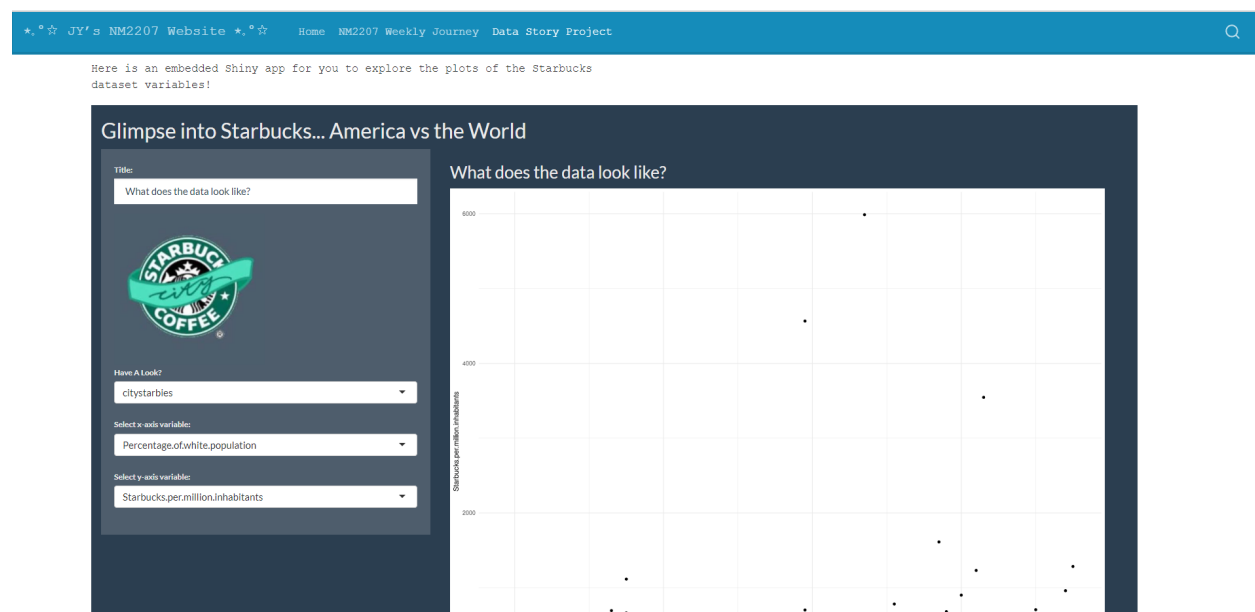 ⋆｡°☆ JY's NM2207 Website ⋆｡°☆ Home NM2207 Weekly Journey Data Story Project
Here is an embedded Shiny app for you to explore the plots of the Starbucks
dataset variables!
Glimpse into Starbucks... America vs the World
Title:
What does the data look like?
STARBUCK
city
COFFEE
Have A Look?
citystarbies
Select x-axis variable:
Percentage.of.white.population
Select y-axis variable:
Starbucks.per.million.inhabitants
What does the data look like?
6000
4000
2000
Starbucks.per.million.inhabitants